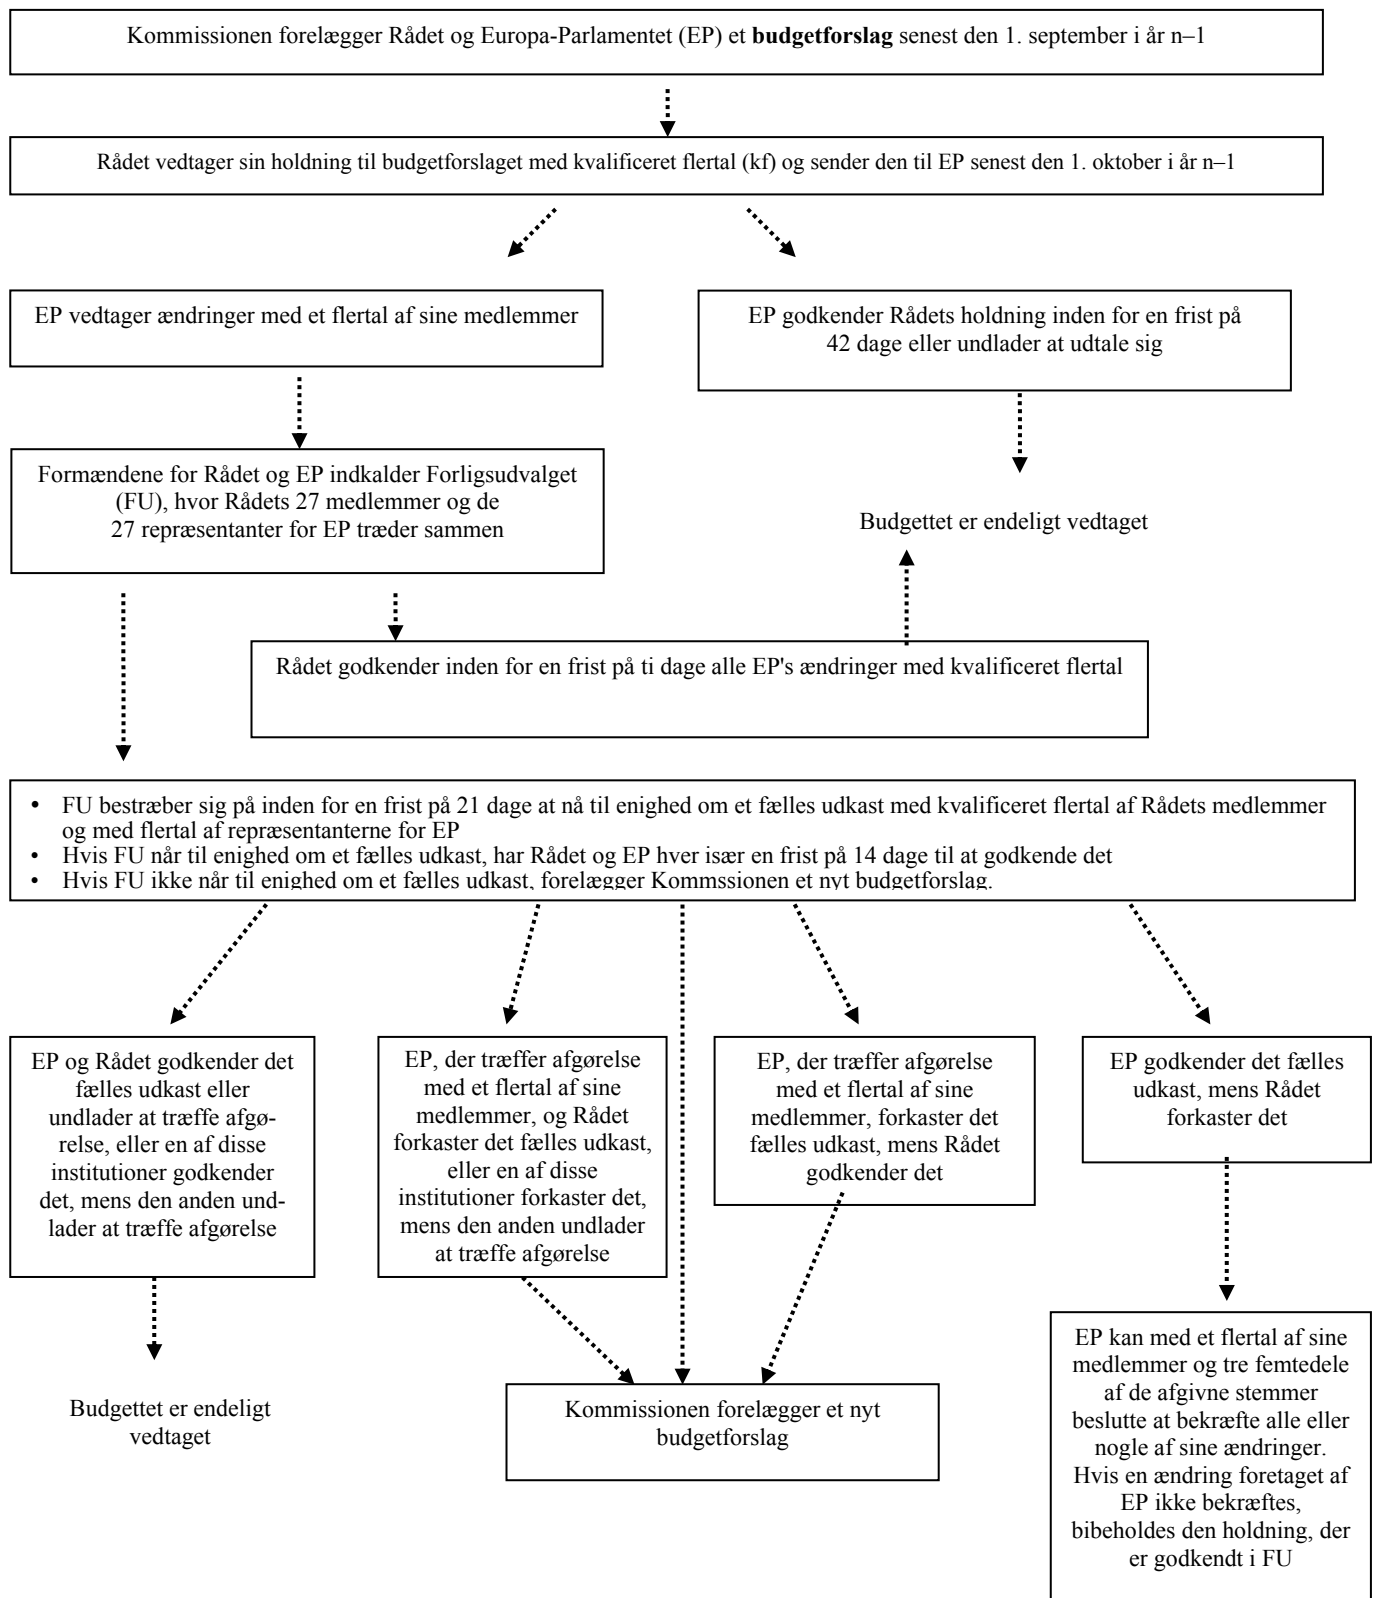 Kommissionen forelægger Rådet og Europa-Parlamentet (EP) et budgetforslag senest den 1. september i år n–1
Rådet vedtager sin holdning til budgetforslaget med kvalificeret flertal (kf) og sender den til EP senest den 1. oktober i år n–1
EP vedtager ændringer med et flertal af sine medlemmer
EP godkender Rådets holdning inden for en frist på
42 dage eller undlader at udtale sig
Formændene for Rådet og EP indkalder Forligsudvalget
(FU), hvor Rådets 27 medlemmer og de
27 repræsentanter for EP træder sammen
Budgettet er endeligt vedtaget
Rådet godkender inden for en frist på ti dage alle EP's ændringer med kvalificeret flertal
• FU bestræber sig på inden for en frist på 21 dage at nå til enighed om et fælles udkast med kvalificeret flertal af Rådets medlemmer
og med flertal af repræsentanterne for EP
• Hvis FU når til enighed om et fælles udkast, har Rådet og EP hver især en frist på 14 dage til at godkende det
• Hvis FU ikke når til enighed om et fælles udkast, forelægger Kommssionen et nyt budgetforslag.
EP og Rådet godkender det
fælles udkast eller
undlader at træffe afgø-
relse, eller en af disse
institutioner godkender
det, mens den anden und-
lader at træffe afgørelse
EP, der træffer afgørelse
med et flertal af sine
medlemmer, og Rådet
forkaster det fælles udkast,
eller en af disse
institutioner forkaster det,
mens den anden undlader
at træffe afgørelse
EP, der træffer afgørelse
med et flertal af sine
medlemmer, forkaster det
fælles udkast, mens Rådet
godkender det
EP godkender det fælles
udkast, mens Rådet
forkaster det
Budgettet er endeligt
vedtaget
Kommissionen forelægger et nyt
budgetforslag
EP kan med et flertal af sine
medlemmer og tre femtedele
af de afgivne stemmer
beslutte at bekræfte alle eller
nogle af sine ændringer.
Hvis en ændring foretaget af
EP ikke bekræftes,
bibeholdes den holdning, der
er godkendt i FU